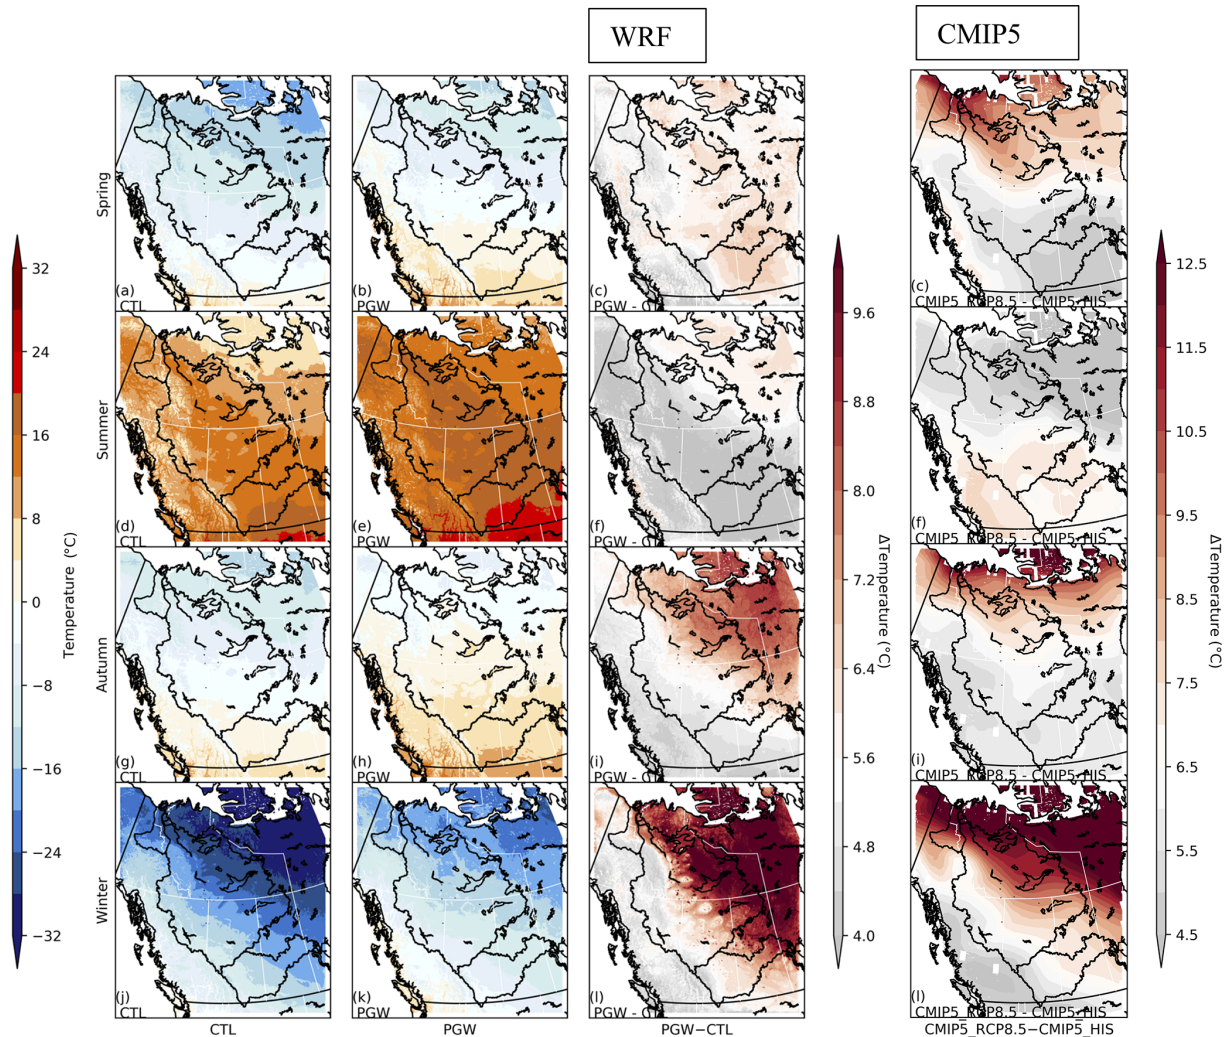 WRF
CMIP5
Spring
(a)
CTL
(b)
PGW
(c)
PGW - CTL
(c)
CMIP5_RCP8.5 - CMIP5_HIS
Summer
(d)
CTL
(e)
PGW
(f)
PGW - CTL
(f)
CMIP5_RCP8.5 - CMIP5_HIS
Autumn
(g)
CTL
(h)
PGW
(i)
PGW - CTL
(i)
CMIP5_RCP8.5 - CMIP5_HIS
Winter
(j)
CTL
(k)
PGW
(l)
PGW - CTL
(l)
CMIP5_RCP8.5 - CMIP5_HIS
CTL
PGW
PGW−CTL
CMIP5_RCP8.5−CMIP5_HIS
32
24
16
8
0
−8
−16
−24
−32
Temperature (°C)
9.6
8.8
8.0
7.2
6.4
5.6
4.8
4.0
ΔTemperature (°C)
12.5
11.5
10.5
9.5
8.5
7.5
6.5
5.5
4.5
ΔTemperature (°C)